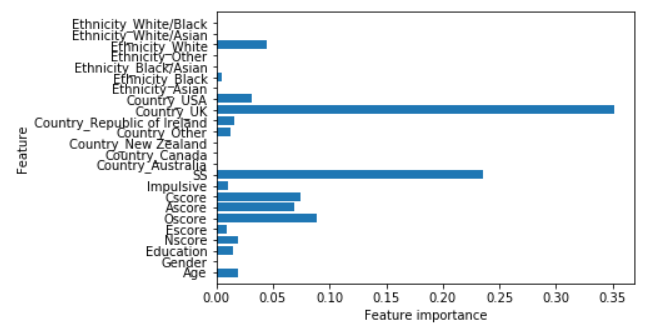 Ethnicity_White/Black
Ethnicity_White/Asian
Ethnicity_White
Ethnicity_Other
Ethnicity_Black/Asian
Ethnicity_Black
Ethnicity_Asian
Country_USA
Country_UK
Country_Republic of Ireland
Country_Other
Country_New Zealand
Country_Canada
Country_Australia
SS
Impulsive
Cscore
Ascore
Oscore
Escore
Nscore
Education
Gender
Age
Feature
0.00 0.05 0.10 0.15 0.20 0.25 0.30 0.35
Feature importance